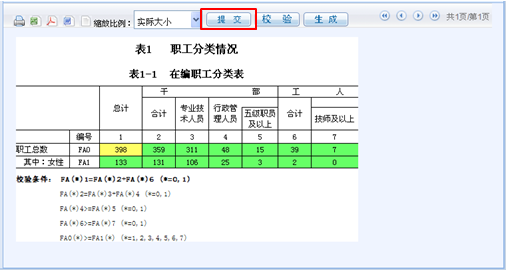 缩放比例: 实际大小 提 交 校 验 生 成 共1页/第1页
表1 职工分类情况
表1-1 在编职工分类表
总计 干 部 工 人
合计 专业技术人员 行政管理人员 五级职员及以上 合计 技师及以上
编号 1 2 3 4 5 6 7
职工总数 FA0 398 359 311 48 15 39 7
其中：女性 FA1 133 131 106 25 3 2 0
校验条件： FA(*)1=FA(*)2+FA(*)6 (*=0,1)
FA(*)2=FA(*)3+FA(*)4 (*=0,1)
FA(*)4>=FA(*)5 (*=0,1)
FA(*)6>=FA(*)7 (*=0,1)
FA0(*)>=FA1(*) (*=1,2,3,4,5,6,7)